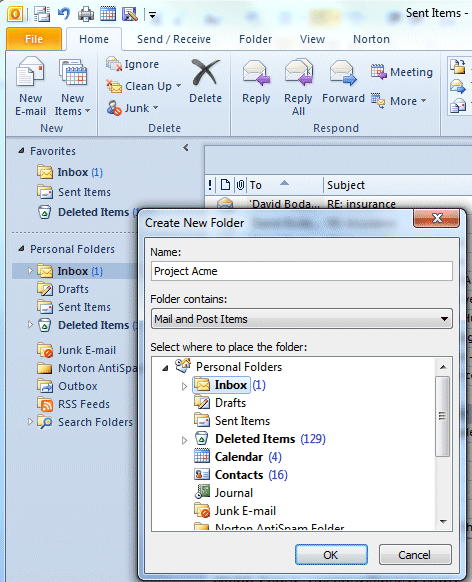 Sent Items -
File Home Send / Receive Folder View Norton
New E-mail
New Items
Ignore
Clean Up
Junk
Delete
Reply
Reply All
Forward
Meeting
More
New Delete Respond
Favorites
Inbox (1)
Sent Items
Deleted Items (
Personal Folders
Inbox (1)
Drafts
Sent Items
Deleted Items (
Junk E-mail
Norton AntiSpam
Outbox
RSS Feeds
Search Folders
! To Subject
'David Boda... RE: insurance
Create New Folder
Name:
Project Acme
Folder contains:
Mail and Post Items
Select where to place the folder:
Personal Folders
Inbox (1)
Drafts
Sent Items
Deleted Items (129)
Calendar (4)
Contacts (16)
Journal
Junk E-mail
Norton AntiSpam Folder
OK Cancel